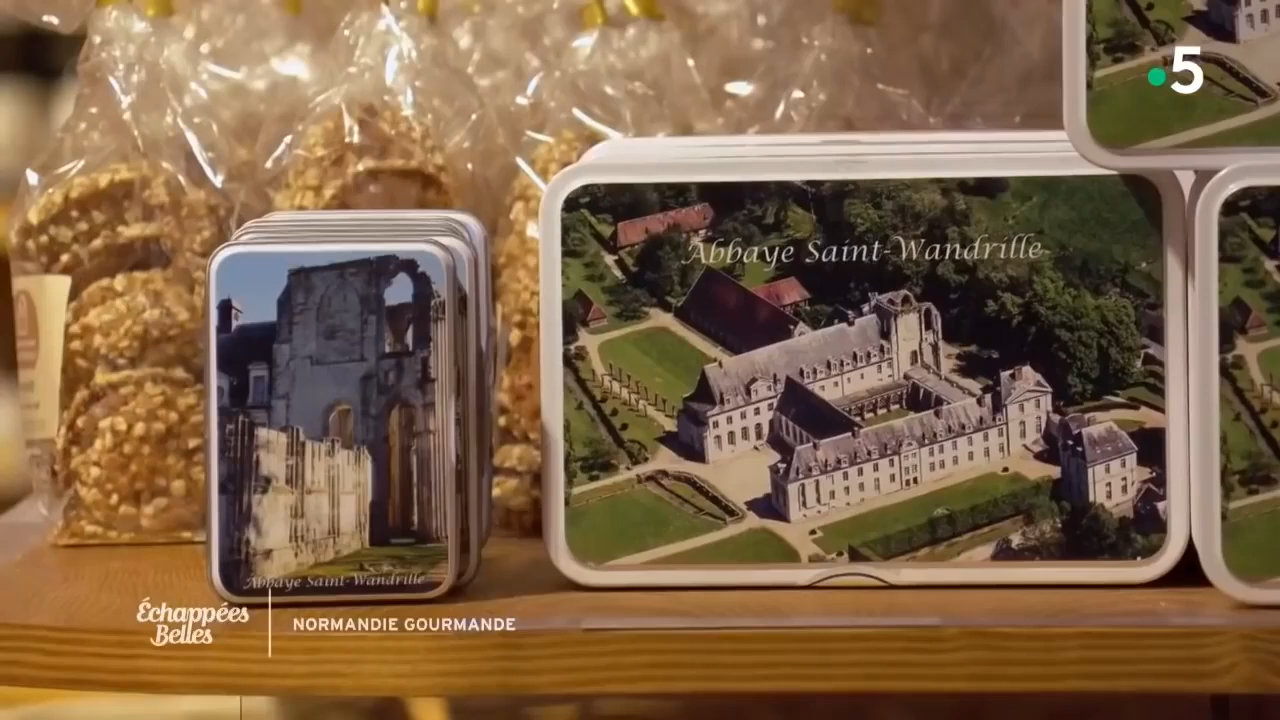 5
Abbaye Saint-Wandrille
Abbaye Saint-Wandrille
Échappées
Belles
NORMANDIE GOURMANDE